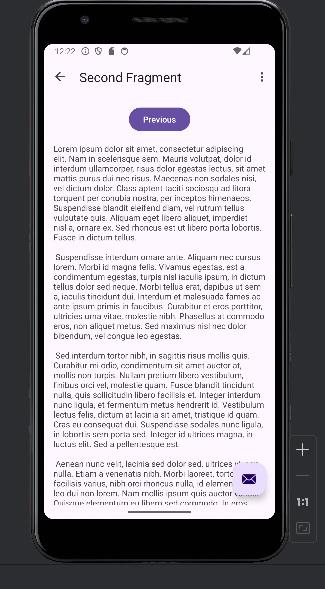 12:22
Second Fragment
Previous
Lorem ipsum dolor sit amet, consectetur adipiscing
elit. Nam in scelerisque sem. Mauris volutpat, dolor id
interdum ullamcorper, risus dolor egestas lectus, sit amet
mattis purus dui nec risus. Maecenas non sodales nisi,
vel dictum dolor. Class aptent taciti sociosqu ad litora
torquent per conubia nostra, per inceptos himenaeos.
Suspendisse blandit eleifend diam, vel rutrum tellus
vulputate quis. Aliquam eget libero aliquet, imperdiet
nisl a, ornare ex. Sed rhoncus est ut libero porta lobortis.
Fusce in dictum tellus.
Suspendisse interdum ornare ante. Aliquam nec cursus
lorem. Morbi id magna felis. Vivamus egestas, est a
condimentum egestas, turpis nisl iaculis ipsum, in dictum
tellus dolor sed neque. Morbi tellus erat, dapibus ut sem
a, iaculis tincidunt dui. Interdum et malesuada fames ac
ante ipsum primis in faucibus. Curabitur et eros porttitor,
ultricies urna vitae, molestie nibh. Phasellus at commodo
eros, non aliquet metus. Sed maximus nisl nec dolor
bibendum, vel congue leo egestas.
Sed interdum tortor nibh, in sagittis risus mollis quis.
Curabitur mi odio, condimentum sit amet auctor at,
mollis non turpis. Nullam pretium libero vestibulum,
finibus orci vel, molestie quam. Fusce blandit tincidunt
nulla, quis sollicitudin libero facilisis et. Integer interdum
nunc ligula, et fermentum metus hendrerit id. Vestibulum
lectus felis, dictum at lacinia sit amet, tristique id quam.
Cras eu consequat dui. Suspendisse sodales nunc ligula,
in lobortis sem porta sed. Integer id ultrices magna, in
luctus elit. Sed a pellentesque est.
Aenean nunc velit, lacinia sed dolor sed, ultrices
nulla. Etiam a venenatis nibh. Morbi laoreet, tortor
facilisis varius, nibh orci rhoncus nulla, id elemen
leo dui non lorem. Nam mollis ipsum quis auctor
Quisque elementum eu libero sed commodo. In eros
1:1